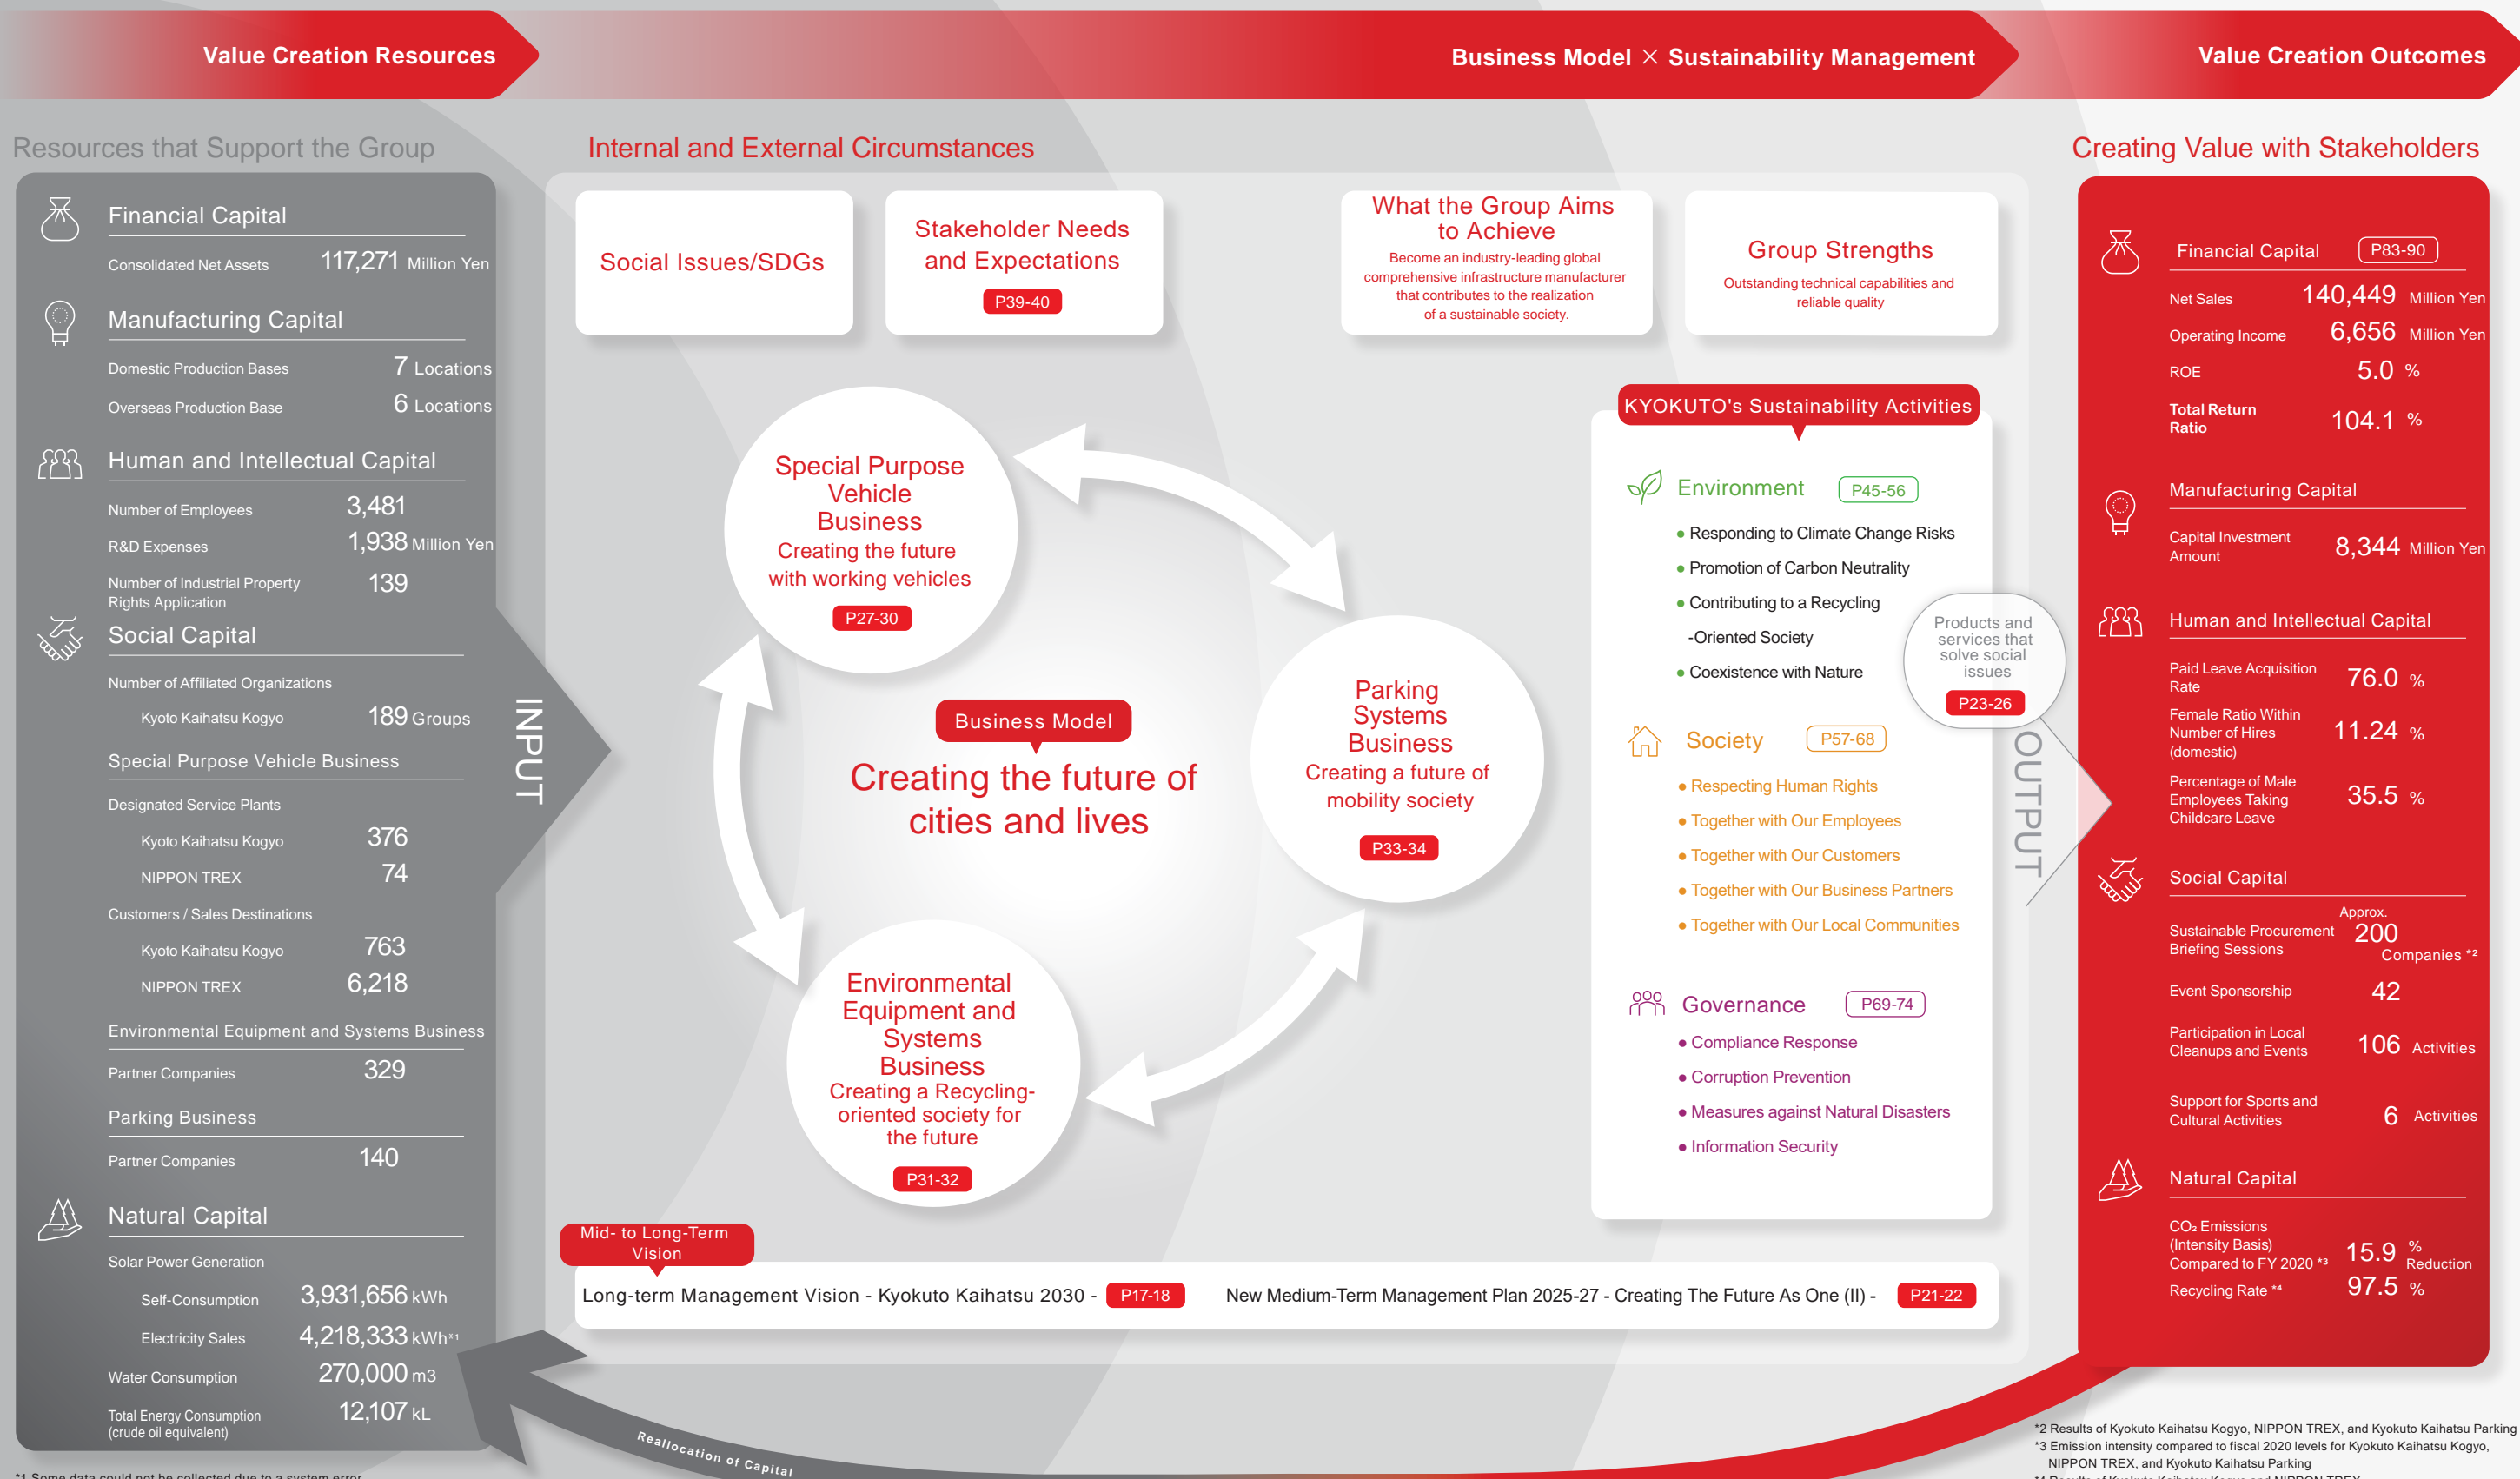 Value Creation Resources
Business Model × Sustainability Management
Value Creation Outcomes
Resources that Support the Group
Financial Capital
Consolidated Net Assets 117,271 Million Yen
Manufacturing Capital
Domestic Production Bases 7 Locations
Overseas Production Base 6 Locations
Human and Intellectual Capital
Number of Employees 3,481
R&D Expenses 1,938 Million Yen
Number of Industrial Property
Rights Application 139
Social Capital
Number of Affiliated Organizations
Kyoto Kaihatsu Kogyo 189 Groups
Special Purpose Vehicle Business
Designated Service Plants
Kyoto Kaihatsu Kogyo 376
NIPPON TREX 74
Customers / Sales Destinations
Kyoto Kaihatsu Kogyo 763
NIPPON TREX 6,218
Environmental Equipment and Systems Business
Partner Companies 329
Parking Business
Partner Companies 140
Natural Capital
Solar Power Generation
Self-Consumption 3,931,656 kWh
Electricity Sales 4,218,333 kWh*1
Water Consumption 270,000 m3
Total Energy Consumption
(crude oil equivalent) 12,107 kL
*1 Some data could not be collected due to a system error
INPUT
Internal and External Circumstances
Social Issues/SDGs
Stakeholder Needs
and Expectations
P39-40
What the Group Aims
to Achieve
Become an industry-leading global
comprehensive infrastructure manufacturer
that contributes to the realization
of a sustainable society.
Group Strengths
Outstanding technical capabilities and
reliable quality
Special Purpose
Vehicle
Business
Creating the future
with working vehicles
P27-30
Business Model
Creating the future of
cities and lives
Parking
Systems
Business
Creating a future of
mobility society
P33-34
Environmental
Equipment and
Systems
Business
Creating a Recycling-
oriented society for
the future
P31-32
KYOKUTO's Sustainability Activities
Environment P45-56
● Responding to Climate Change Risks
● Promotion of Carbon Neutrality
● Contributing to a Recycling
-Oriented Society
● Coexistence with Nature
Society P57-68
● Respecting Human Rights
● Together with Our Employees
● Together with Our Customers
● Together with Our Business Partners
● Together with Our Local Communities
Governance P69-74
● Compliance Response
● Corruption Prevention
● Measures against Natural Disasters
● Information Security
Products and
services that
solve social
issues
P23-26
OUTPUT
Mid- to Long-Term
Vision
Long-term Management Vision - Kyokuto Kaihatsu 2030 - P17-18
New Medium-Term Management Plan 2025-27 - Creating The Future As One (II) - P21-22
Reallocation of Capital
Creating Value with Stakeholders
Financial Capital P83-90
Net Sales 140,449 Million Yen
Operating Income 6,656 Million Yen
ROE 5.0 %
Total Return
Ratio 104.1 %
Manufacturing Capital
Capital Investment
Amount 8,344 Million Yen
Human and Intellectual Capital
Paid Leave Acquisition
Rate 76.0 %
Female Ratio Within
Number of Hires
(domestic) 11.24 %
Percentage of Male
Employees Taking
Childcare Leave 35.5 %
Social Capital
Sustainable Procurement
Briefing Sessions Approx. 200 Companies *2
Event Sponsorship 42
Participation in Local
Cleanups and Events 106 Activities
Support for Sports and
Cultural Activities 6 Activities
Natural Capital
CO₂ Emissions
(Intensity Basis)
Compared to FY 2020 *3 15.9 % Reduction
Recycling Rate *4 97.5 %
*2 Results of Kyokuto Kaihatsu Kogyo, NIPPON TREX, and Kyokuto Kaihatsu Parking
*3 Emission intensity compared to fiscal 2020 levels for Kyokuto Kaihatsu Kogyo,
NIPPON TREX, and Kyokuto Kaihatsu Parking
*4 Results of Kyokuto Kaihatsu Kogyo and NIPPON TREX